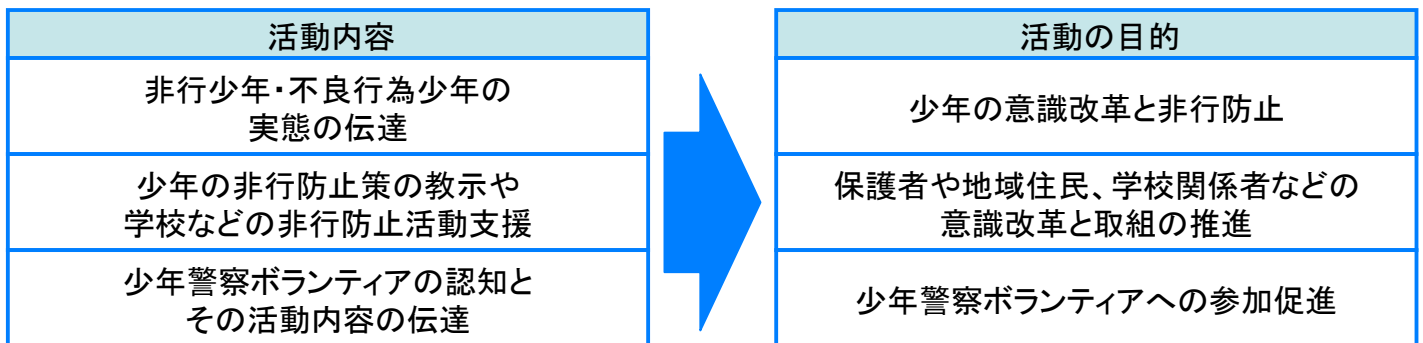 活動内容
非行少年・不良行為少年の
実態の伝達
少年の非行防止策の教示や
学校などの非行防止活動支援
少年警察ボランティアの認知と
その活動内容の伝達
活動の目的
少年の意識改革と非行防止
保護者や地域住民、学校関係者などの
意識改革と取組の推進
少年警察ボランティアへの参加促進